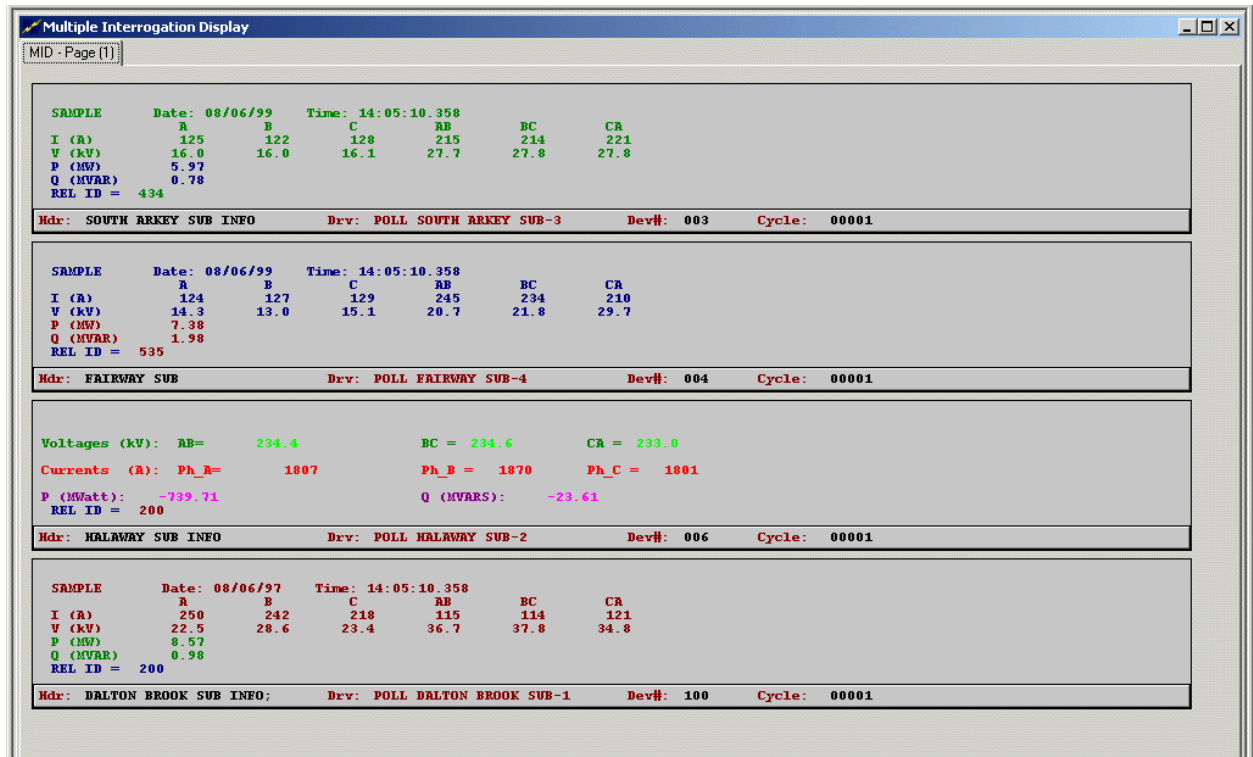 Multiple Interrogation Display
MID - Page (1)
SAMPLE Date: 08/06/99 Time: 14:05:10.358
A B C AB BC CA
I (A) 125 122 128 215 214 221
V (kV) 16.0 16.0 16.1 27.7 27.8 27.8
P (MW) 5.97
Q (MVAR) 0.78
REL ID = 434
Hdr: SOUTH ARKEY SUB INFO Drv: POLL SOUTH ARKEY SUB-3 Dev#: 003 Cycle: 00001
SAMPLE Date: 08/06/99 Time: 14:05:10.358
A B C AB BC CA
I (A) 124 127 129 245 234 210
V (kV) 14.3 13.0 15.1 20.7 21.8 29.7
P (MW) 7.38
Q (MVAR) 1.98
REL ID = 535
Hdr: FAIRWAY SUB Drv: POLL FAIRWAY SUB-4 Dev#: 004 Cycle: 00001
Voltages (kV): AB= 234.4 BC = 234.6 CA = 233.0
Currents (A): Ph_A= 1807 Ph_B = 1870 Ph_C = 1801
P (MWatt): -739.71 Q (MVARS): -23.61
REL ID = 200
Hdr: HALAWAY SUB INFO Drv: POLL HALAWAY SUB-2 Dev#: 006 Cycle: 00001
SAMPLE Date: 08/06/97 Time: 14:05:10.358
A B C AB BC CA
I (A) 250 242 218 115 114 121
V (kV) 22.5 28.6 23.4 36.7 37.8 34.8
P (MW) 8.57
Q (MVAR) 0.98
REL ID = 200
Hdr: DALTON BROOK SUB INFO; Drv: POLL DALTON BROOK SUB-1 Dev#: 100 Cycle: 00001